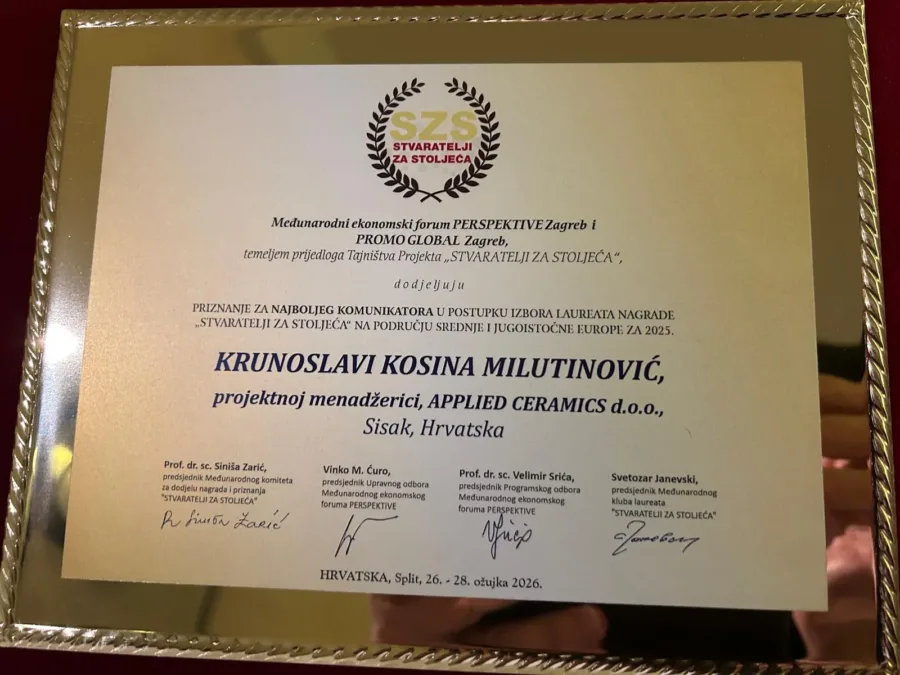 SZS
STVARATELJI
ZA STOLJEĆA
Međunarodni ekonomski forum PERSPEKTIVE Zagreb i
PROMO GLOBAL Zagreb,
temeljem prijedloga Tajništva Projekta „STVARATELJI ZA STOLJEĆA“,
dodjeljuju
PRIZNANJE ZA NAJBOLJEG KOMUNIKATORA U POSTUPKU IZBORA LAUREATA NAGRADE
„STVARATELJI ZA STOLJEĆA“ NA PODRUČJU SREDNJE I JUGOISTOČNE EUROPE ZA 2025.
KRUNOSLAVI KOSINA MILUTINOVIĆ,
projektnoj menadžerici, APPLIED CERAMICS d.o.o.,
Sisak, Hrvatska
Prof. dr. sc. Siniša Zarić,
predsjednik Međunarodnog komiteta
za dodjelu nagrada i priznanja
"STVARATELJI ZA STOLJEĆA"
Vinko M. Ćuro,
predsjednik Upravnog odbora
Međunarodnog ekonomskog
foruma PERSPEKTIVE
Prof. dr. sc. Velimir Srića,
predsjednik Programskog odbora
Međunarodnog ekonomskog
foruma PERSPEKTIVE
Svetozar Janevski,
predsjednik Međunarodnog
kluba laureata
"STVARATELJI ZA STOLJEĆA"
HRVATSKA, Split, 26. - 28. ožujka 2026.